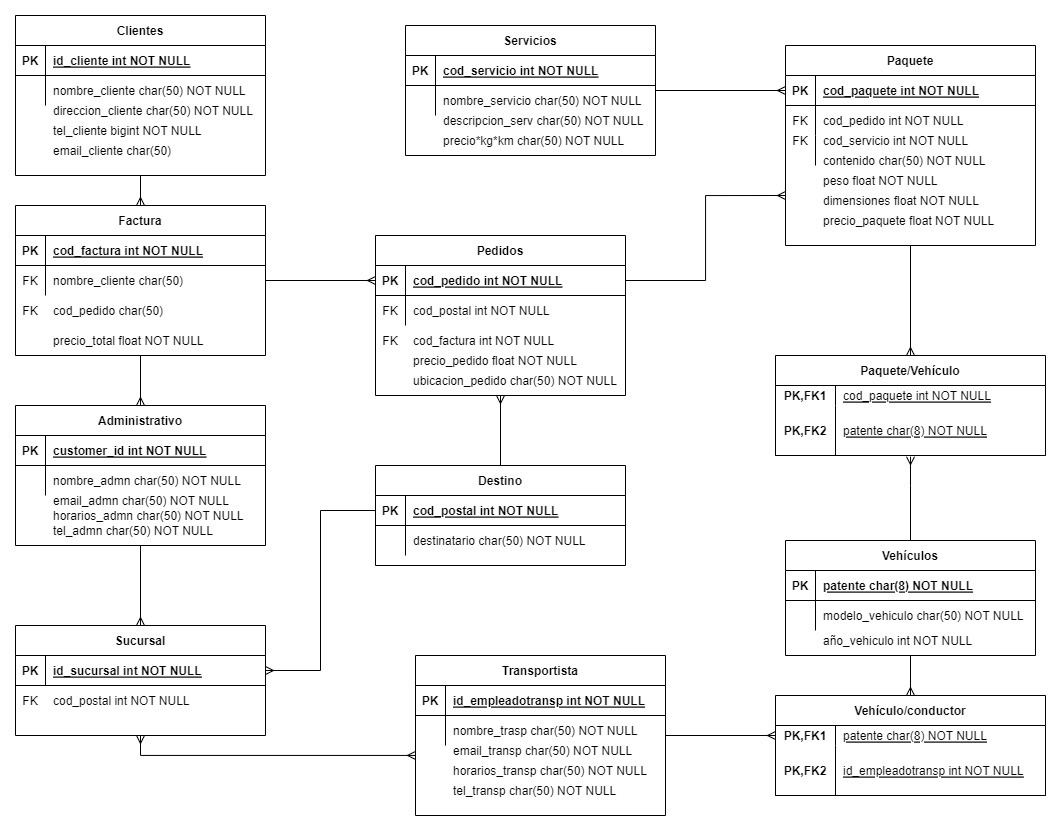 Clientes
PK id_cliente int NOT NULL
nombre_cliente char(50) NOT NULL
direccion_cliente char(50) NOT NULL
tel_cliente bigint NOT NULL
email_cliente char(50)
Servicios
PK cod_servicio int NOT NULL
nombre_servicio char(50) NOT NULL
descripcion_serv char(50) NOT NULL
precio*kg*km char(50) NOT NULL
Paquete
PK cod_paquete int NOT NULL
FK cod_pedido int NOT NULL
FK cod_servicio int NOT NULL
contenido char(50) NOT NULL
peso float NOT NULL
dimensiones float NOT NULL
precio_paquete float NOT NULL
Factura
PK cod_factura int NOT NULL
FK nombre_cliente char(50)
FK cod_pedido char(50)
precio_total float NOT NULL
Pedidos
PK cod_pedido int NOT NULL
FK cod_postal int NOT NULL
FK cod_factura int NOT NULL
precio_pedido float NOT NULL
ubicacion_pedido char(50) NOT NULL
Paquete/Vehículo
PK,FK1 cod_paquete int NOT NULL
PK,FK2 patente char(8) NOT NULL
Administrativo
PK customer_id int NOT NULL
nombre_admn char(50) NOT NULL
email_admn char(50) NOT NULL
horarios_admn char(50) NOT NULL
tel_admn char(50) NOT NULL
Destino
PK cod_postal int NOT NULL
destinatario char(50) NOT NULL
Vehículos
PK patente char(8) NOT NULL
modelo_vehiculo char(50) NOT NULL
año_vehiculo int NOT NULL
Sucursal
PK id_sucursal int NOT NULL
FK cod_postal int NOT NULL
Transportista
PK id_empleadotransp int NOT NULL
nombre_trasp char(50) NOT NULL
email_transp char(50) NOT NULL
horarios_transp char(50) NOT NULL
tel_transp char(50) NOT NULL
Vehículo/conductor
PK,FK1 patente char(8) NOT NULL
PK,FK2 id_empleadotransp int NOT NULL